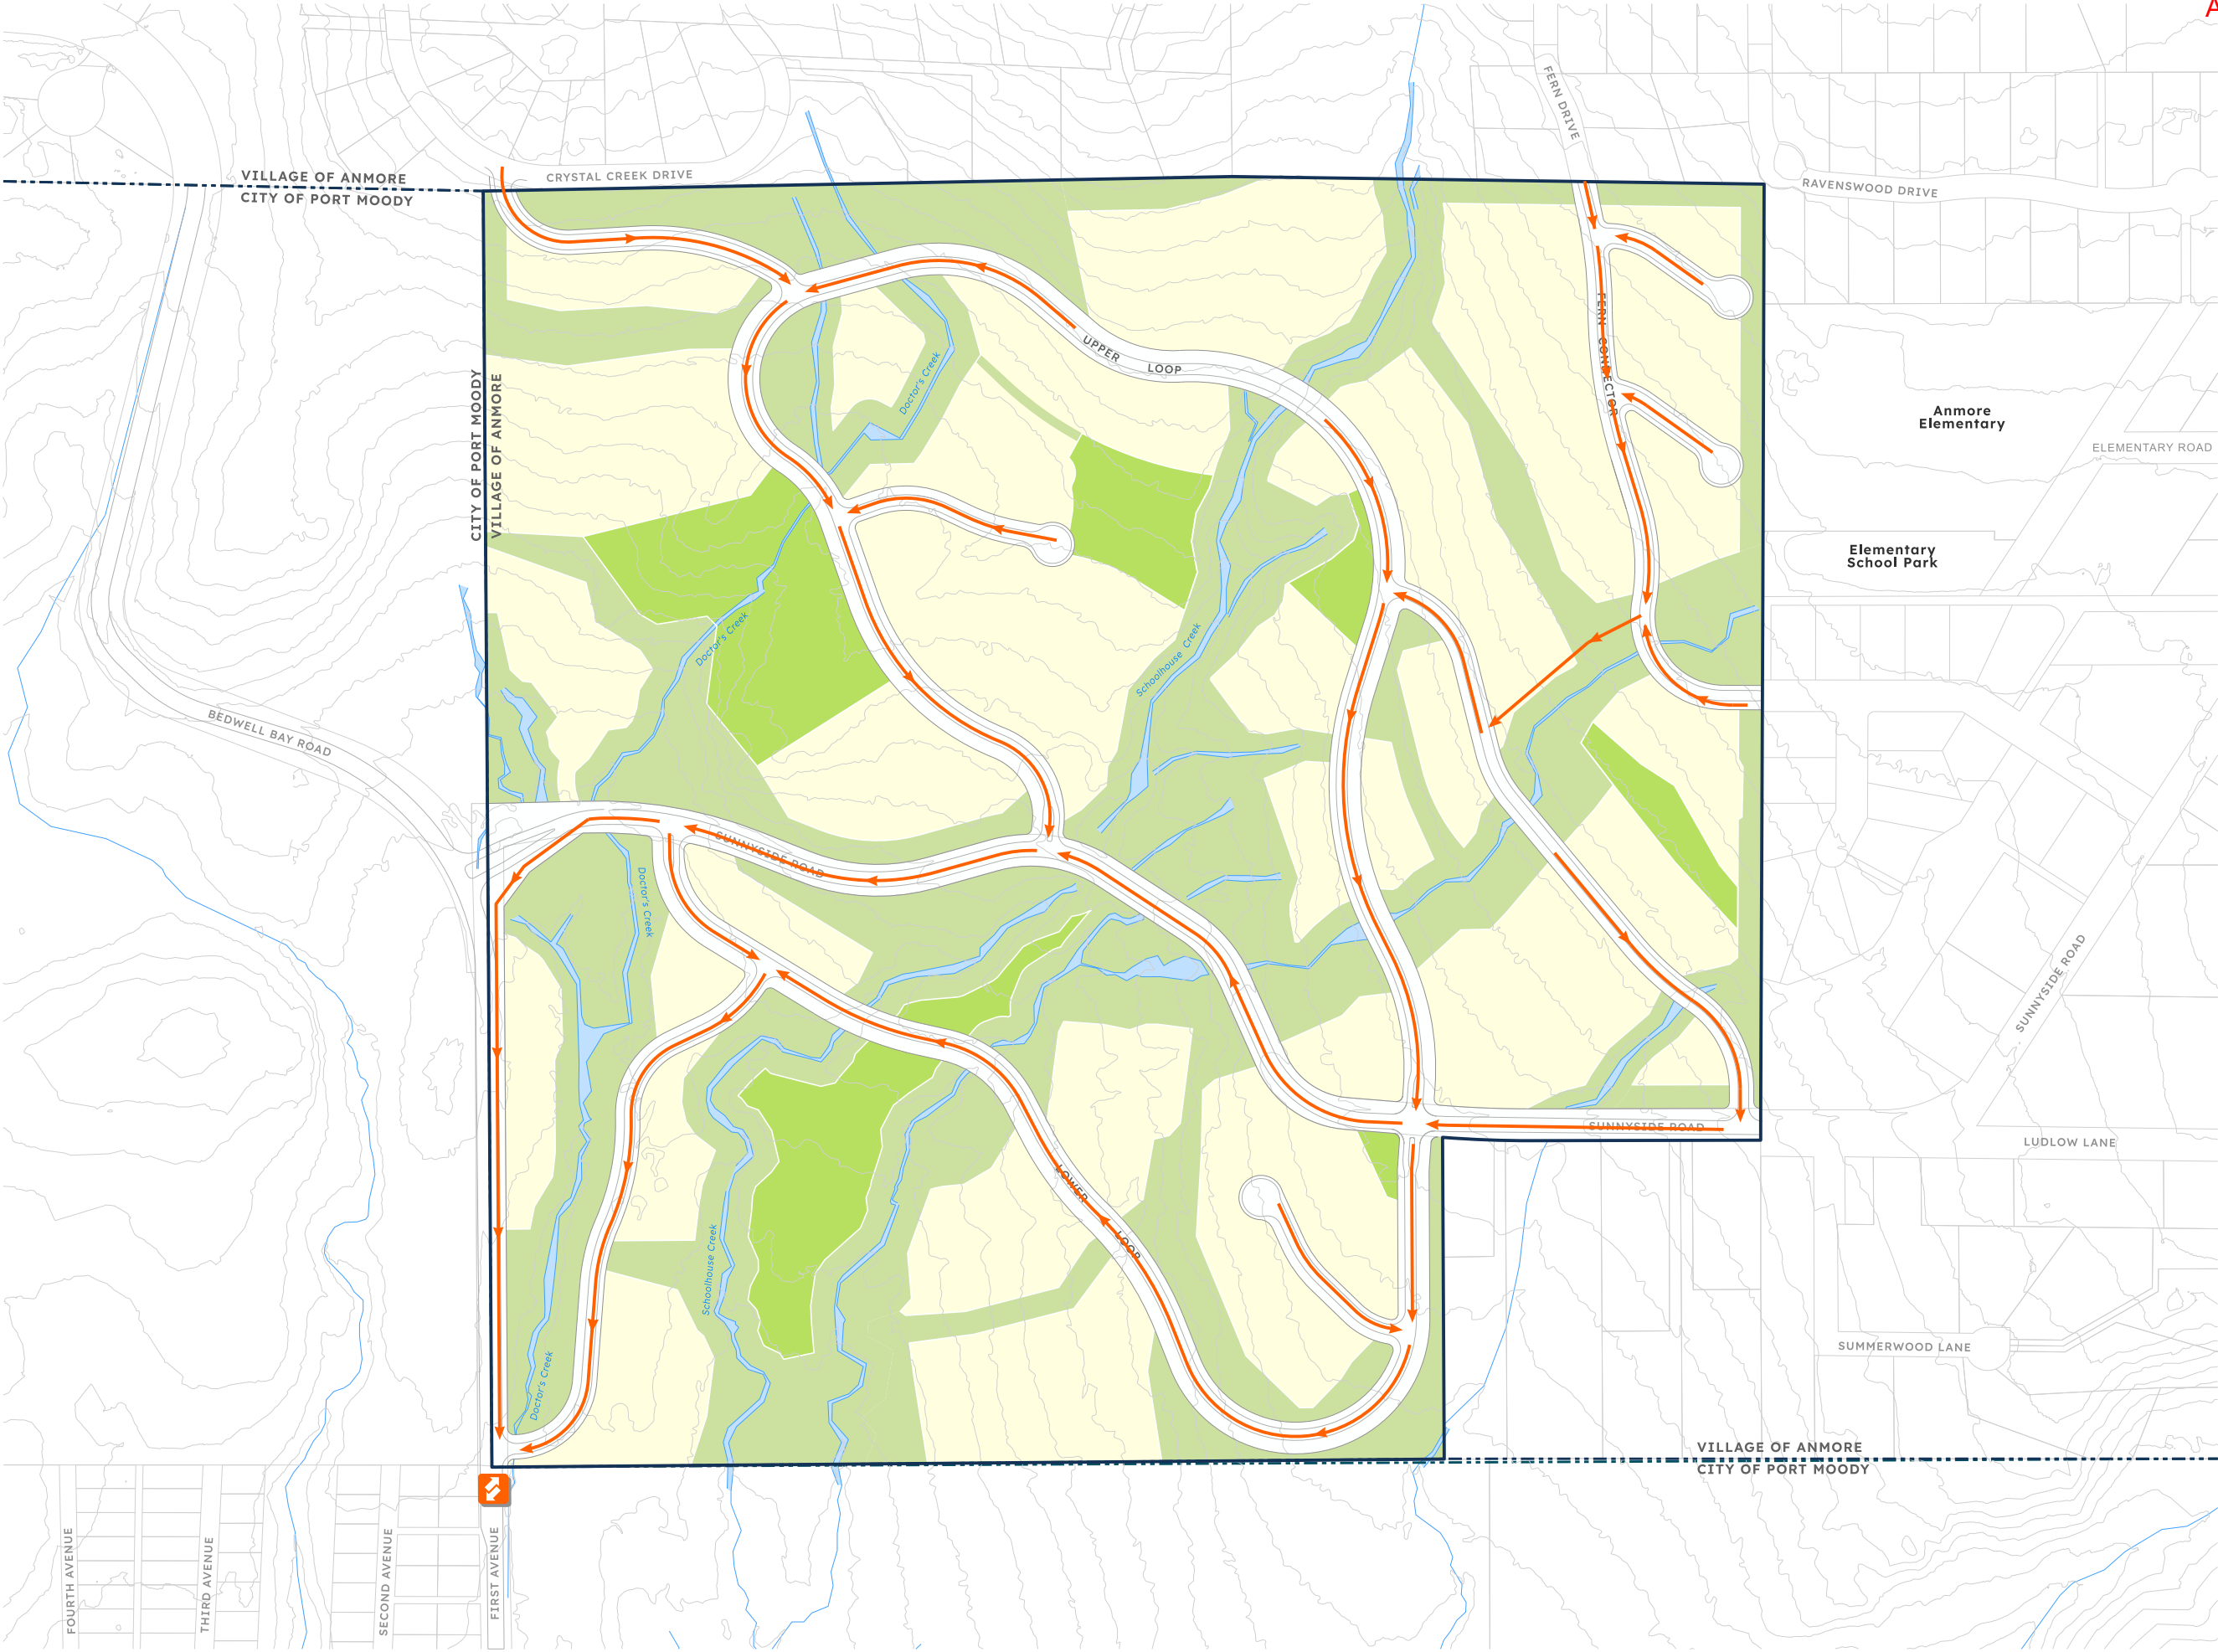 A
FERN DRIVE
VILLAGE OF ANMORE
CITY OF PORT MOODY
CRYSTAL CREEK DRIVE
RAVENSWOOD DRIVE
FERN CONNECTOR
UPPER
LOOP
Doctor's Creek
CITY OF PORT MOODY
VILLAGE OF ANMORE
Anmore
Elementary
ELEMENTARY ROAD
Elementary
School Park
Doctor's Creek
Schoolhouse Creek
BEDWELL BAY ROAD
SUNNYSIDE ROAD
Doctor's Creek
SUNNYSIDE ROAD
SUNNYSIDE ROAD
LUDLOW LANE
LOWER
LOOP
Schoolhouse Creek
SUMMERWOOD LANE
Doctor's Creek
VILLAGE OF ANMORE
CITY OF PORT MOODY
FOURTH AVENUE
THIRD AVENUE
SECOND AVENUE
FIRST AVENUE